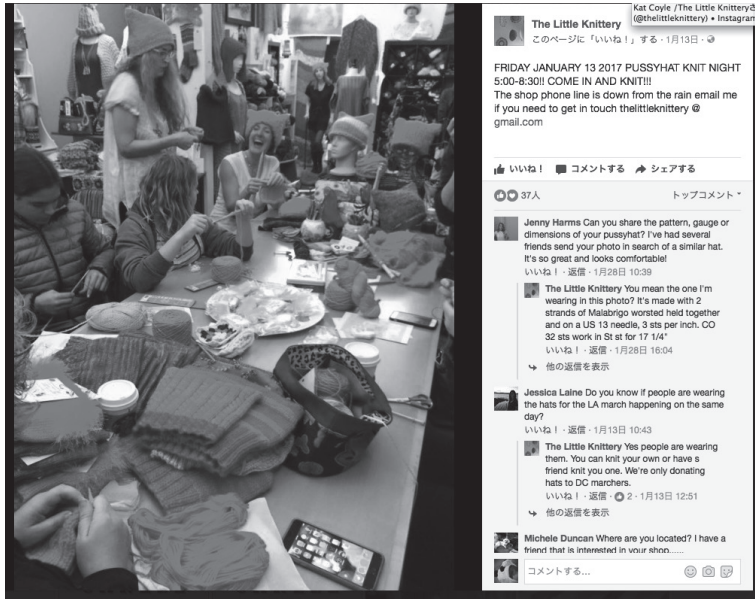 Kat Coyle /The Little Knittery
(@thelittleknittery) • Instagram
The Little Knittery
このページに「いいね！」する · 1月13日 ·
FRIDAY JANUARY 13 2017 PUSSYHAT KNIT NIGHT
5:00-8:30!! COME IN AND KNIT!!!
The shop phone line is down from the rain email me
if you need to get in touch thelittleknittery @
gmail.com
いいね！ コメントする シェアする
37人 トップコメント
Jenny Harms Can you share the pattern, gauge or
dimensions of your pussyhat? I've had several
friends send your photo in search of a similar hat.
It's so great and looks comfortable!
いいね！ · 返信 · 1月28日 10:39
The Little Knittery You mean the one I'm
wearing in this photo? It's made with 2
strands of Malabrigo worsted held together
and on a US 13 needle, 3 sts per inch. CO
32 sts work in St st for 17 1/4"
いいね！ · 返信 · 1月28日 16:04
他の返信を表示
Jessica Laine Do you know if people are wearing
the hats for the LA march happening on the same
day?
いいね！ · 返信 · 1月13日 10:43
The Little Knittery Yes people are wearing
them. You can knit your own or have s
friend knit you one. We're only donating
hats to DC marchers.
いいね！ · 返信 · 2 · 1月13日 12:51
他の返信を表示
Michele Duncan Where are you located? I have a
friend that is interested in your shop......
コメントする...